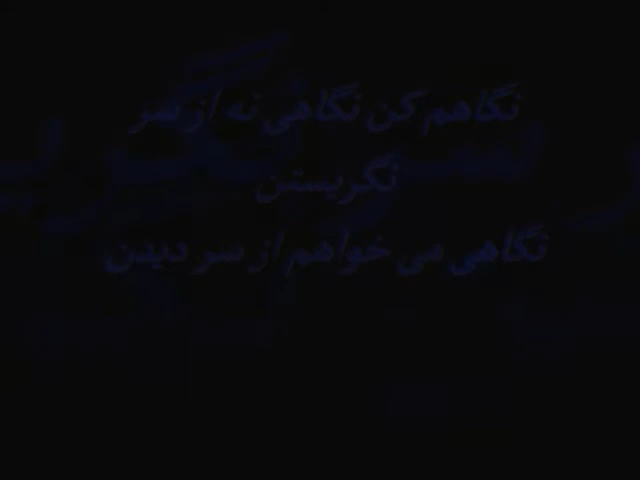 نگاهم کن نگاهی نه از سر
نگریستن
نگاهی می خواهم از سر دیدن